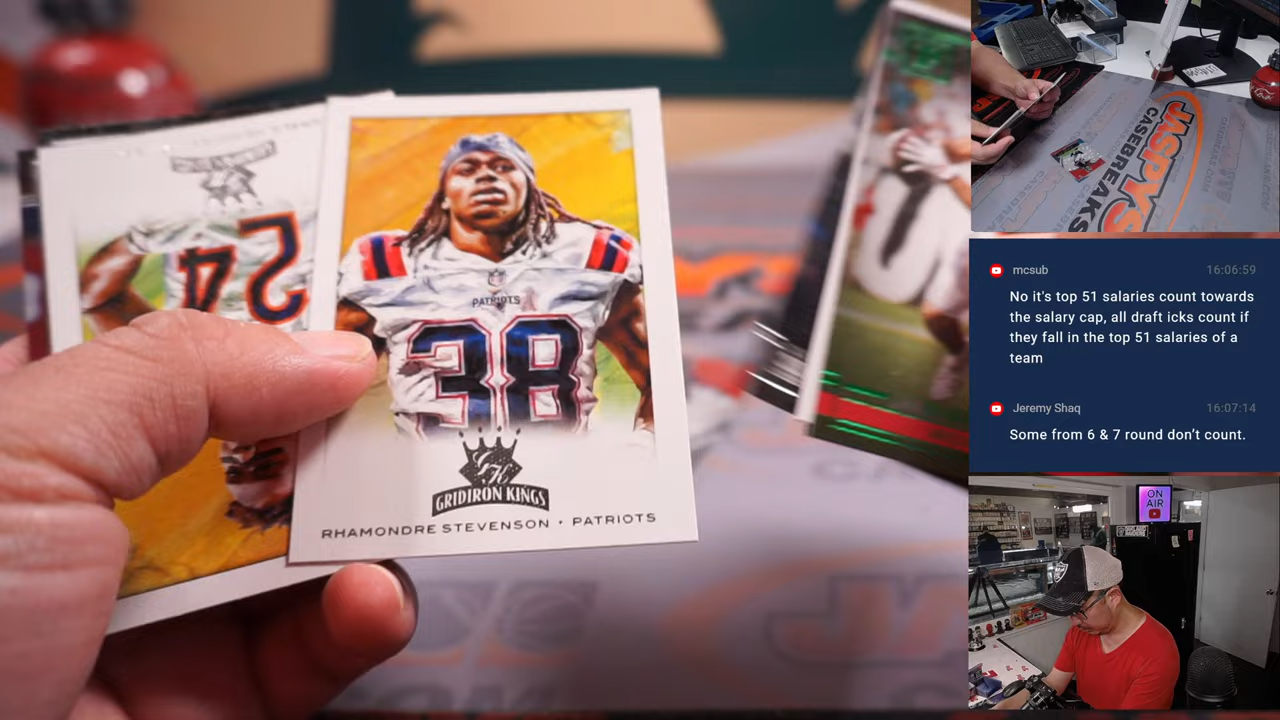 PATRIOTS
38
GK
GRIDIRON KINGS
RHAMONDRE STEVENSON • PATRIOTS
24
JASPYS
CASEBREAKS
mcsub 16:06:59
No it's top 51 salaries count towards
the salary cap, all draft icks count if
they fall in the top 51 salaries of a
team
Jeremy Shaq 16:07:14
Some from 6 & 7 round don't count.
ON
AIR